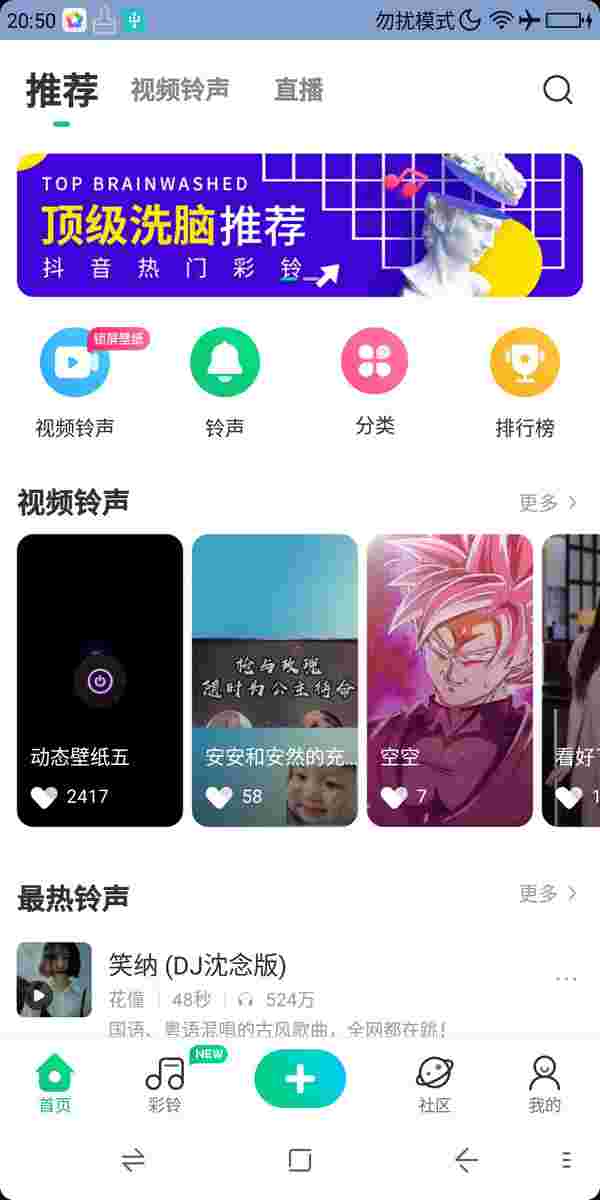 20:50
勿扰模式
推荐
视频铃声
直播
TOP BRAINWASHED
顶级洗脑推荐
抖音热门彩铃
锁屏壁纸
视频铃声
铃声
分类
排行榜
视频铃声
更多
枪与玫瑰
随时为公主待命
动态壁纸五
安安和安然的充...
空空
看好
2417
58
7
1
最热铃声
更多
笑纳 (DJ沈念版)
花僮
48秒
524万
国语、粤语混唱的古风歌曲，全网都在跳！
NEW
首页
彩铃
社区
我的